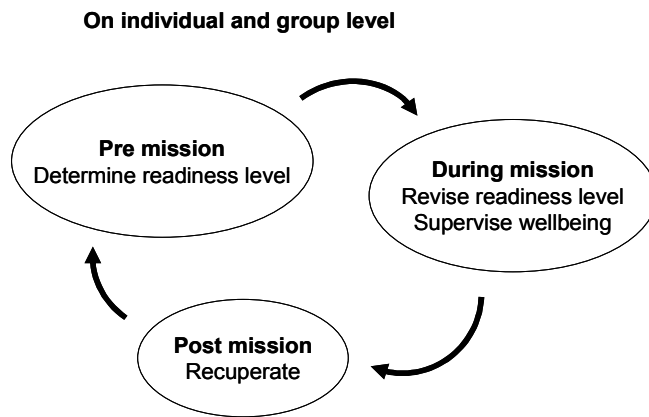 On individual and group level
Pre mission
Determine readiness level
During mission
Revise readiness level
Supervise wellbeing
Post mission
Recuperate